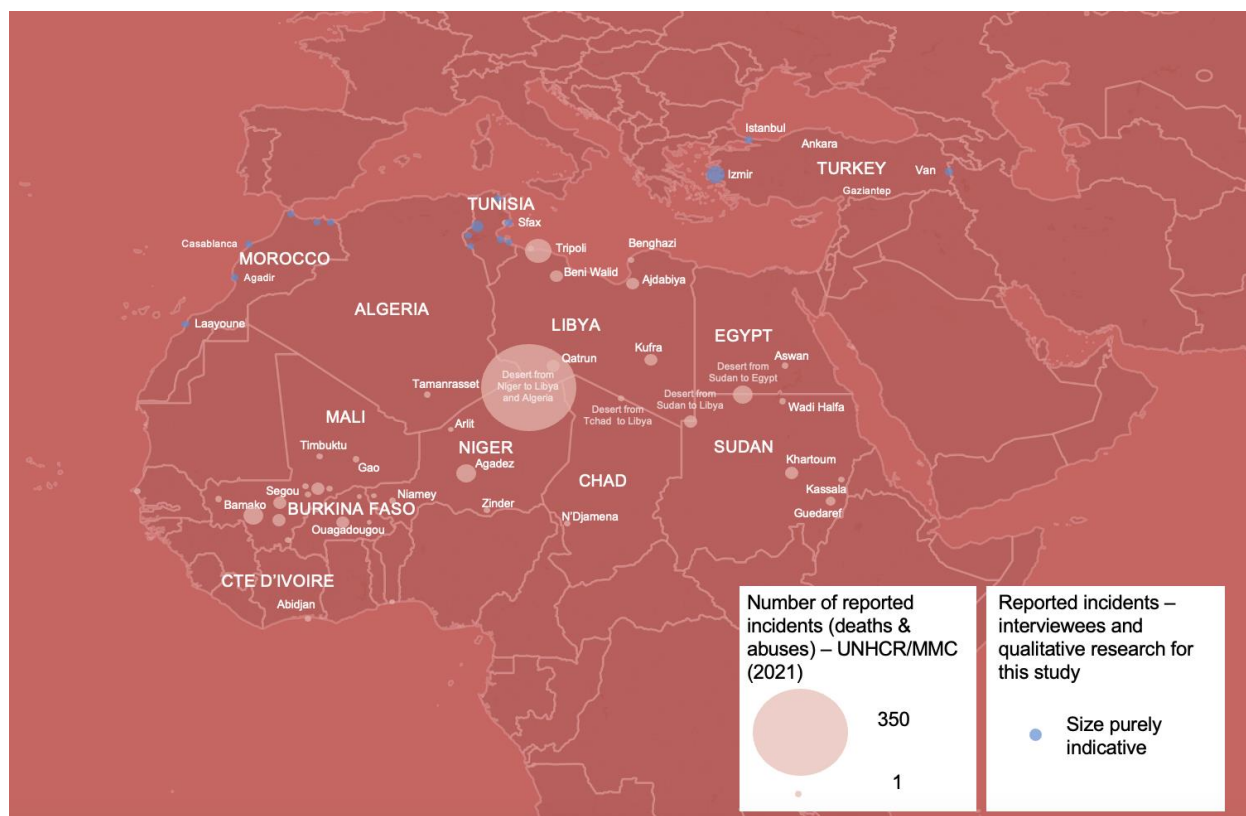 Istanbul
Ankara
TURKEY
Van
Izmir
Gaziantep
TUNISIA
Sfax
Casablanca
MOROCCO
Tripoli
Benghazi
Agadir
Beni Walid
Ajdabiya
ALGERIA
Laayoune
LIBYA
EGYPT
Kufra
Qatrun
Aswan
Desert from
Niger to Libya
and Algeria
Desert from
Sudan to Egypt
Tamanrasset
Desert from
Sudan to Libya
Desert from
Tchad to Libya
Wadi Halfa
MALI
Arlit
Timbuktu
NIGER
SUDAN
Gao
Agadez
Khartoum
CHAD
Segou
Niamey
Kassala
Bamako
BURKINA FASO
Zinder
Guedaref
Ouagadougou
N'Djamena
CTE D'IVOIRE
Abidjan
Number of reported
incidents (deaths &
abuses) – UNHCR/MMC
(2021)
350
1
Reported incidents –
interviewees and
qualitative research for
this study
Size purely
indicative